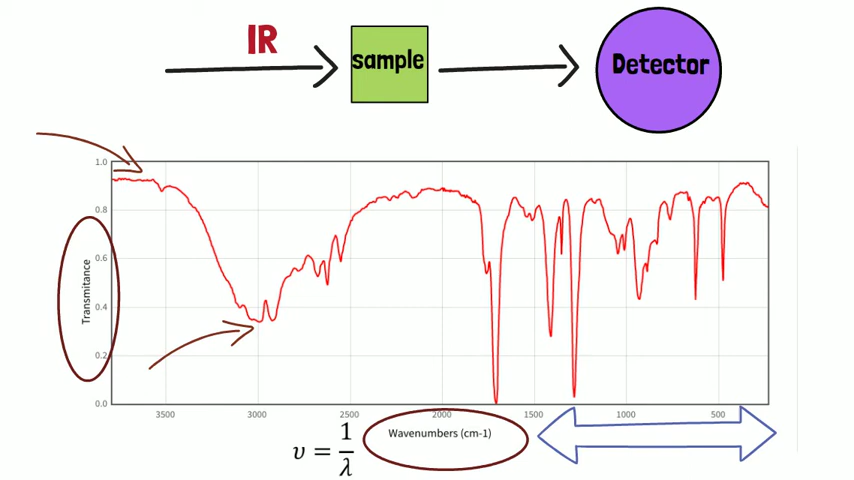 IR
sample
Detector
Transmitance
1.0
0.8
0.6
0.4
0.2
0.0
3500 3000 2500 2000 1500 1000 500
Wavenumbers (cm-1)
υ = 1/λ